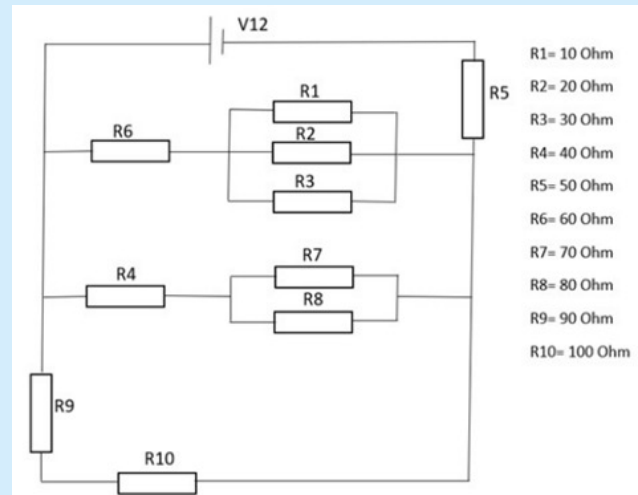 V12
R1
R5
R6
R2
R3
R7
R4
R8
R9
R10
R1= 10 Ohm
R2= 20 Ohm
R3= 30 Ohm
R4= 40 Ohm
R5= 50 Ohm
R6= 60 Ohm
R7= 70 Ohm
R8= 80 Ohm
R9= 90 Ohm
R10= 100 Ohm